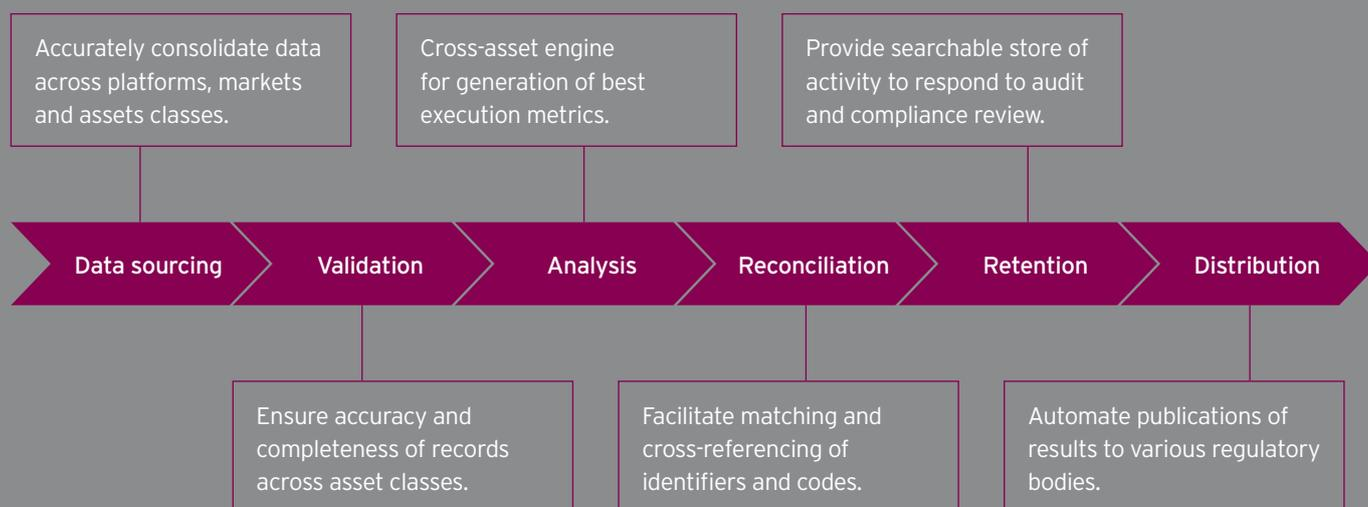 Accurately consolidate data
across platforms, markets
and assets classes.
Cross-asset engine
for generation of best
execution metrics.
Provide searchable store of
activity to respond to audit
and compliance review.
Data sourcing
Validation
Analysis
Reconciliation
Retention
Distribution
Ensure accuracy and
completeness of records
across asset classes.
Facilitate matching and
cross-referencing of
identifiers and codes.
Automate publications of
results to various regulatory
bodies.